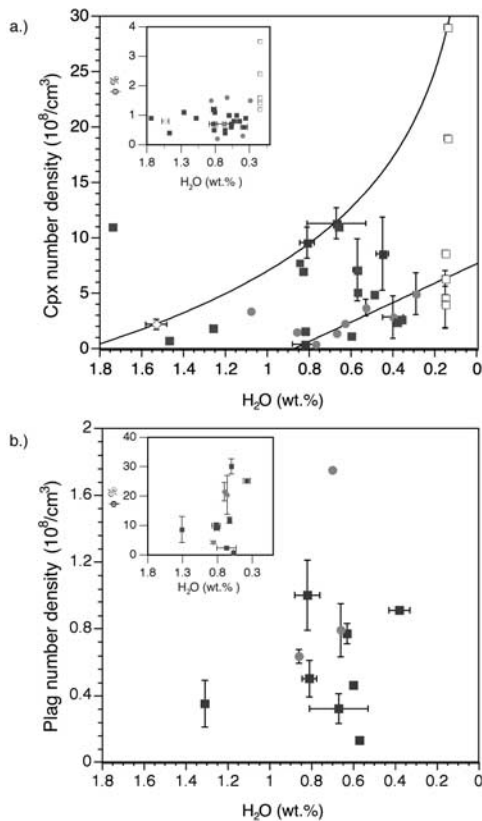 a.)
30
25
20
15
10
5
0
Cpx number density (10⁸/cm³)
4
3
2
1
0
ϕ %
1.8 1.3 0.8 0.3
H₂O (wt.%)
1.8 1.6 1.4 1.2 1 0.8 0.6 0.4 0.2 0
H₂O (wt.%)
b.)
2
1.6
1.2
0.8
0.4
0
Plag number density (10⁸/cm³)
40
30
20
10
0
ϕ %
1.8 1.3 0.8 0.3
H₂O (wt.%)
1.8 1.6 1.4 1.2 1 0.8 0.6 0.4 0.2 0
H₂O (wt.%)